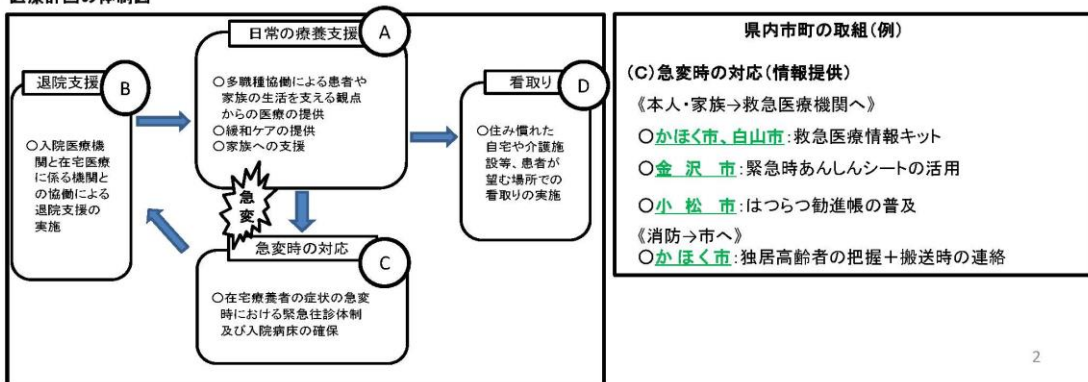 日常の療養支援
A
○多職種協働による患者や
家族の生活を支える観点
からの医療の提供
○緩和ケアの提供
○家族への支援
退院支援
B
○入院医療機
関と在宅医療
に係る機関と
の協働による
退院支援の
実施
看取り
D
○住み慣れた
自宅や介護施
設等、患者が
望む場所での
看取りの実施
急変
急変時の対応
C
○在宅療養者の症状の急変
時における緊急往診体制
及び入院病床の確保
県内市町の取組(例)
(C)急変時の対応(情報提供)
《本人・家族→救急医療機関へ》
○かほく市、白山市:救急医療情報キット
○金 沢 市:緊急時あんしんシートの活用
○小 松 市:はつらつ勧進帳の普及
《消防→市へ》
○かほく市:独居高齢者の把握+搬送時の連絡
2